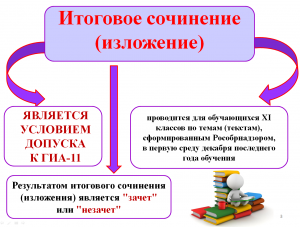 Итоговое сочинение
(изложение)
ЯВЛЯЕТСЯ
УСЛОВИЕМ
ДОПУСКА
К ГИА-11
проводится для обучающихся XI
классов по темам (текстам),
сформированным Рособрнадзором,
в первую среду декабря последнего
года обучения
Результатом итогового сочинения
(изложения) является "зачет"
или "незачет"